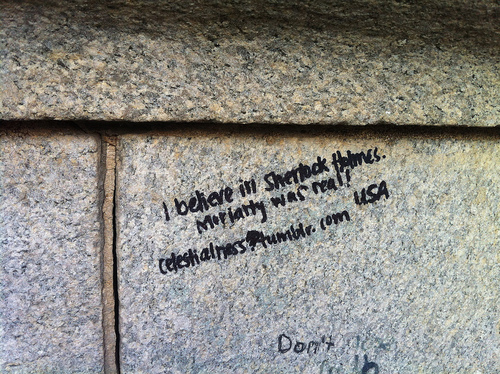 I believe in Sherlock Holmes.
Moriarty was real!
celestialness.tumblr.com USA
Don't